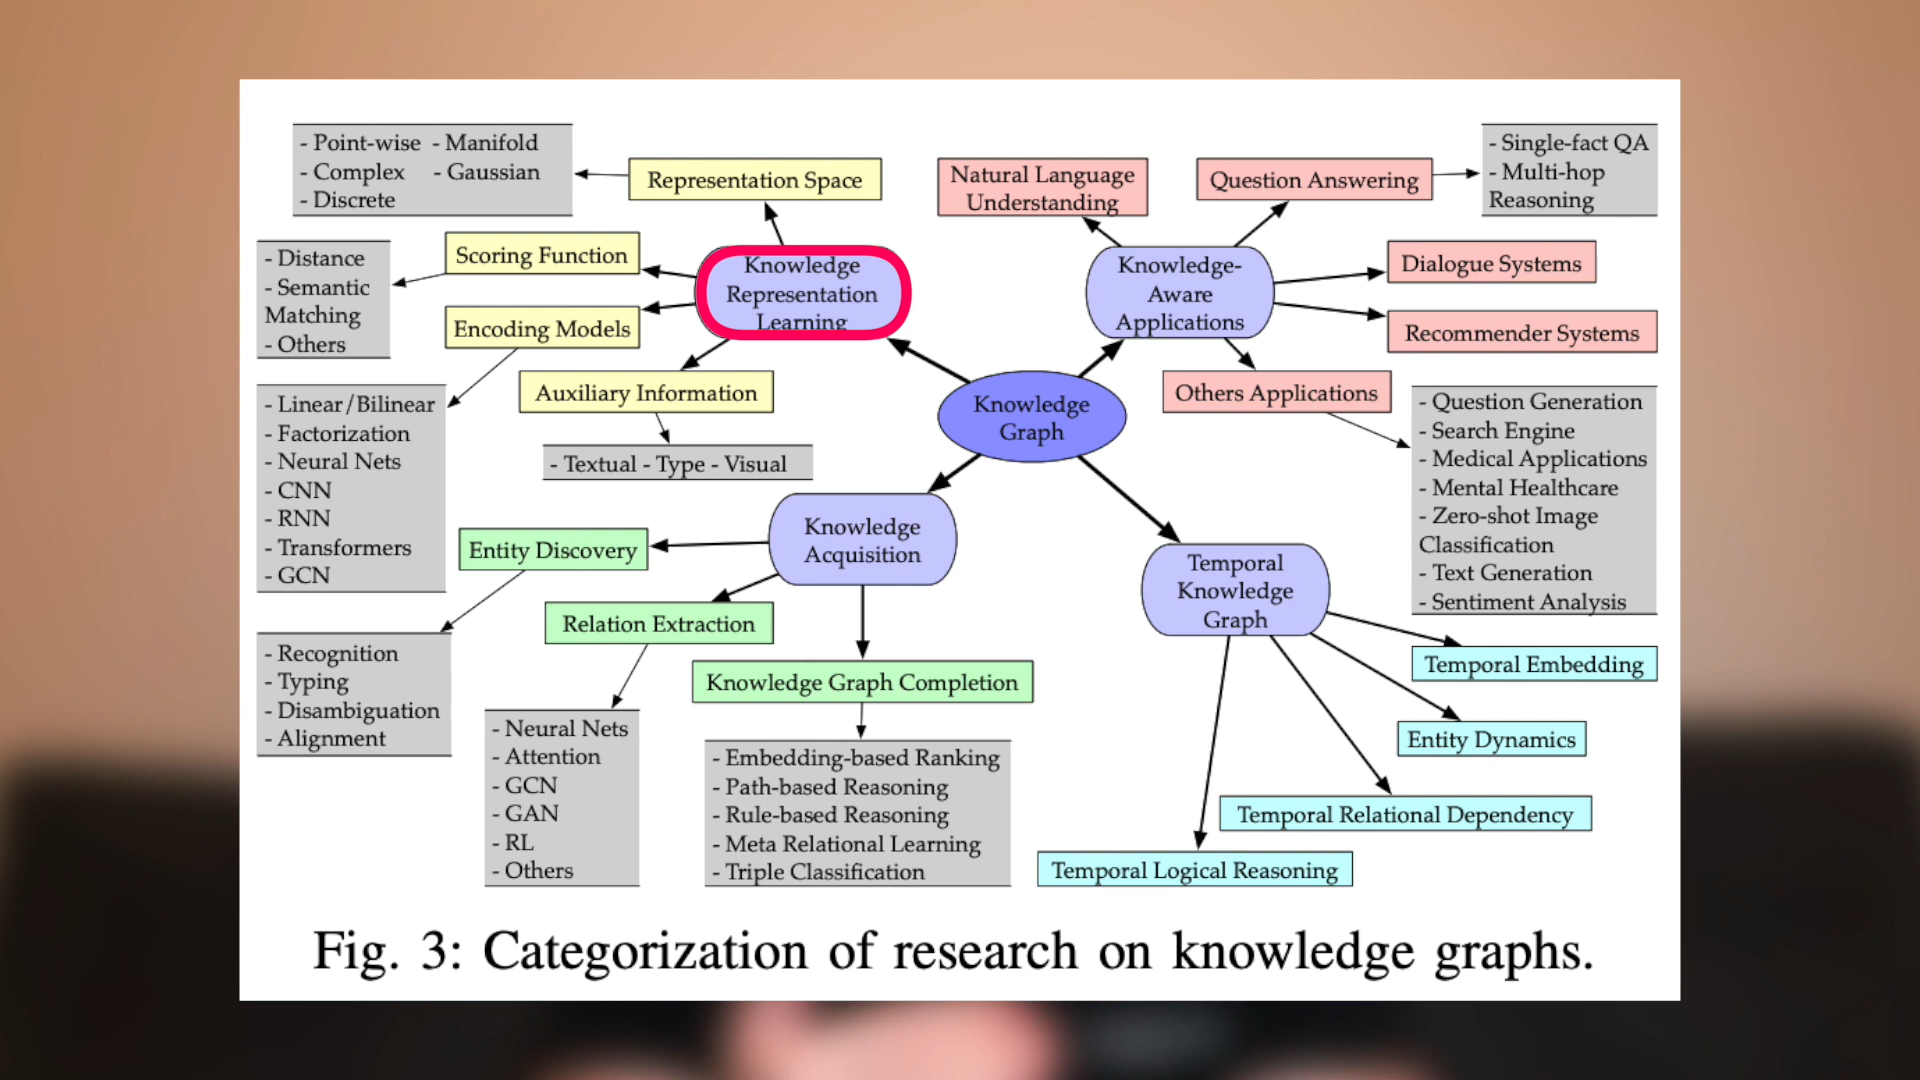 - Point-wise - Manifold
- Complex - Gaussian
- Discrete
Representation Space
Natural Language
Understanding
Question Answering
- Single-fact QA
- Multi-hop
Reasoning
- Distance
- Semantic
Matching
- Others
Scoring Function
Encoding Models
Knowledge
Representation
Learning
Knowledge-
Aware
Applications
Dialogue Systems
Recommender Systems
Auxiliary Information
- Textual - Type - Visual
Knowledge
Graph
Others Applications
- Question Generation
- Search Engine
- Medical Applications
- Mental Healthcare
- Zero-shot Image
Classification
- Text Generation
- Sentiment Analysis
- Linear/Bilinear
- Factorization
- Neural Nets
- CNN
- RNN
- Transformers
- GCN
Entity Discovery
Knowledge
Acquisition
Temporal
Knowledge
Graph
Relation Extraction
Knowledge Graph Completion
- Recognition
- Typing
- Disambiguation
- Alignment
- Neural Nets
- Attention
- GCN
- GAN
- RL
- Others
- Embedding-based Ranking
- Path-based Reasoning
- Rule-based Reasoning
- Meta Relational Learning
- Triple Classification
Temporal Embedding
Entity Dynamics
Temporal Relational Dependency
Temporal Logical Reasoning
Fig. 3: Categorization of research on knowledge graphs.